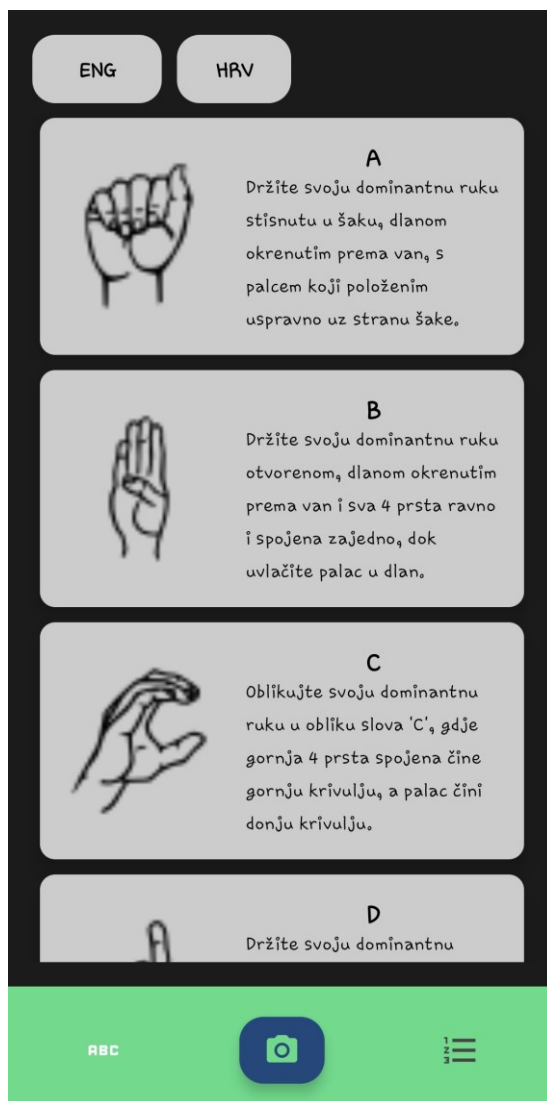 ENG
HRV
A
Držite svoju dominantnu ruku
stisnutu u šaku, dlanom
okrenutim prema van, s
palcem koji položenim
uspravno uz stranu šake.
B
Držite svoju dominantnu ruku
otvorenom, dlanom okrenutim
prema van i sva 4 prsta ravno
i spojena zajedno, dok
uvlačite palac u dlan.
C
Oblikujte svoju dominantnu
ruku u obliku slova 'C', gdje
gornja 4 prsta spojena čine
gornju krivulju, a palac čini
donju krivulju.
D
Držite svoju dominantnu
ABC
1
2
3